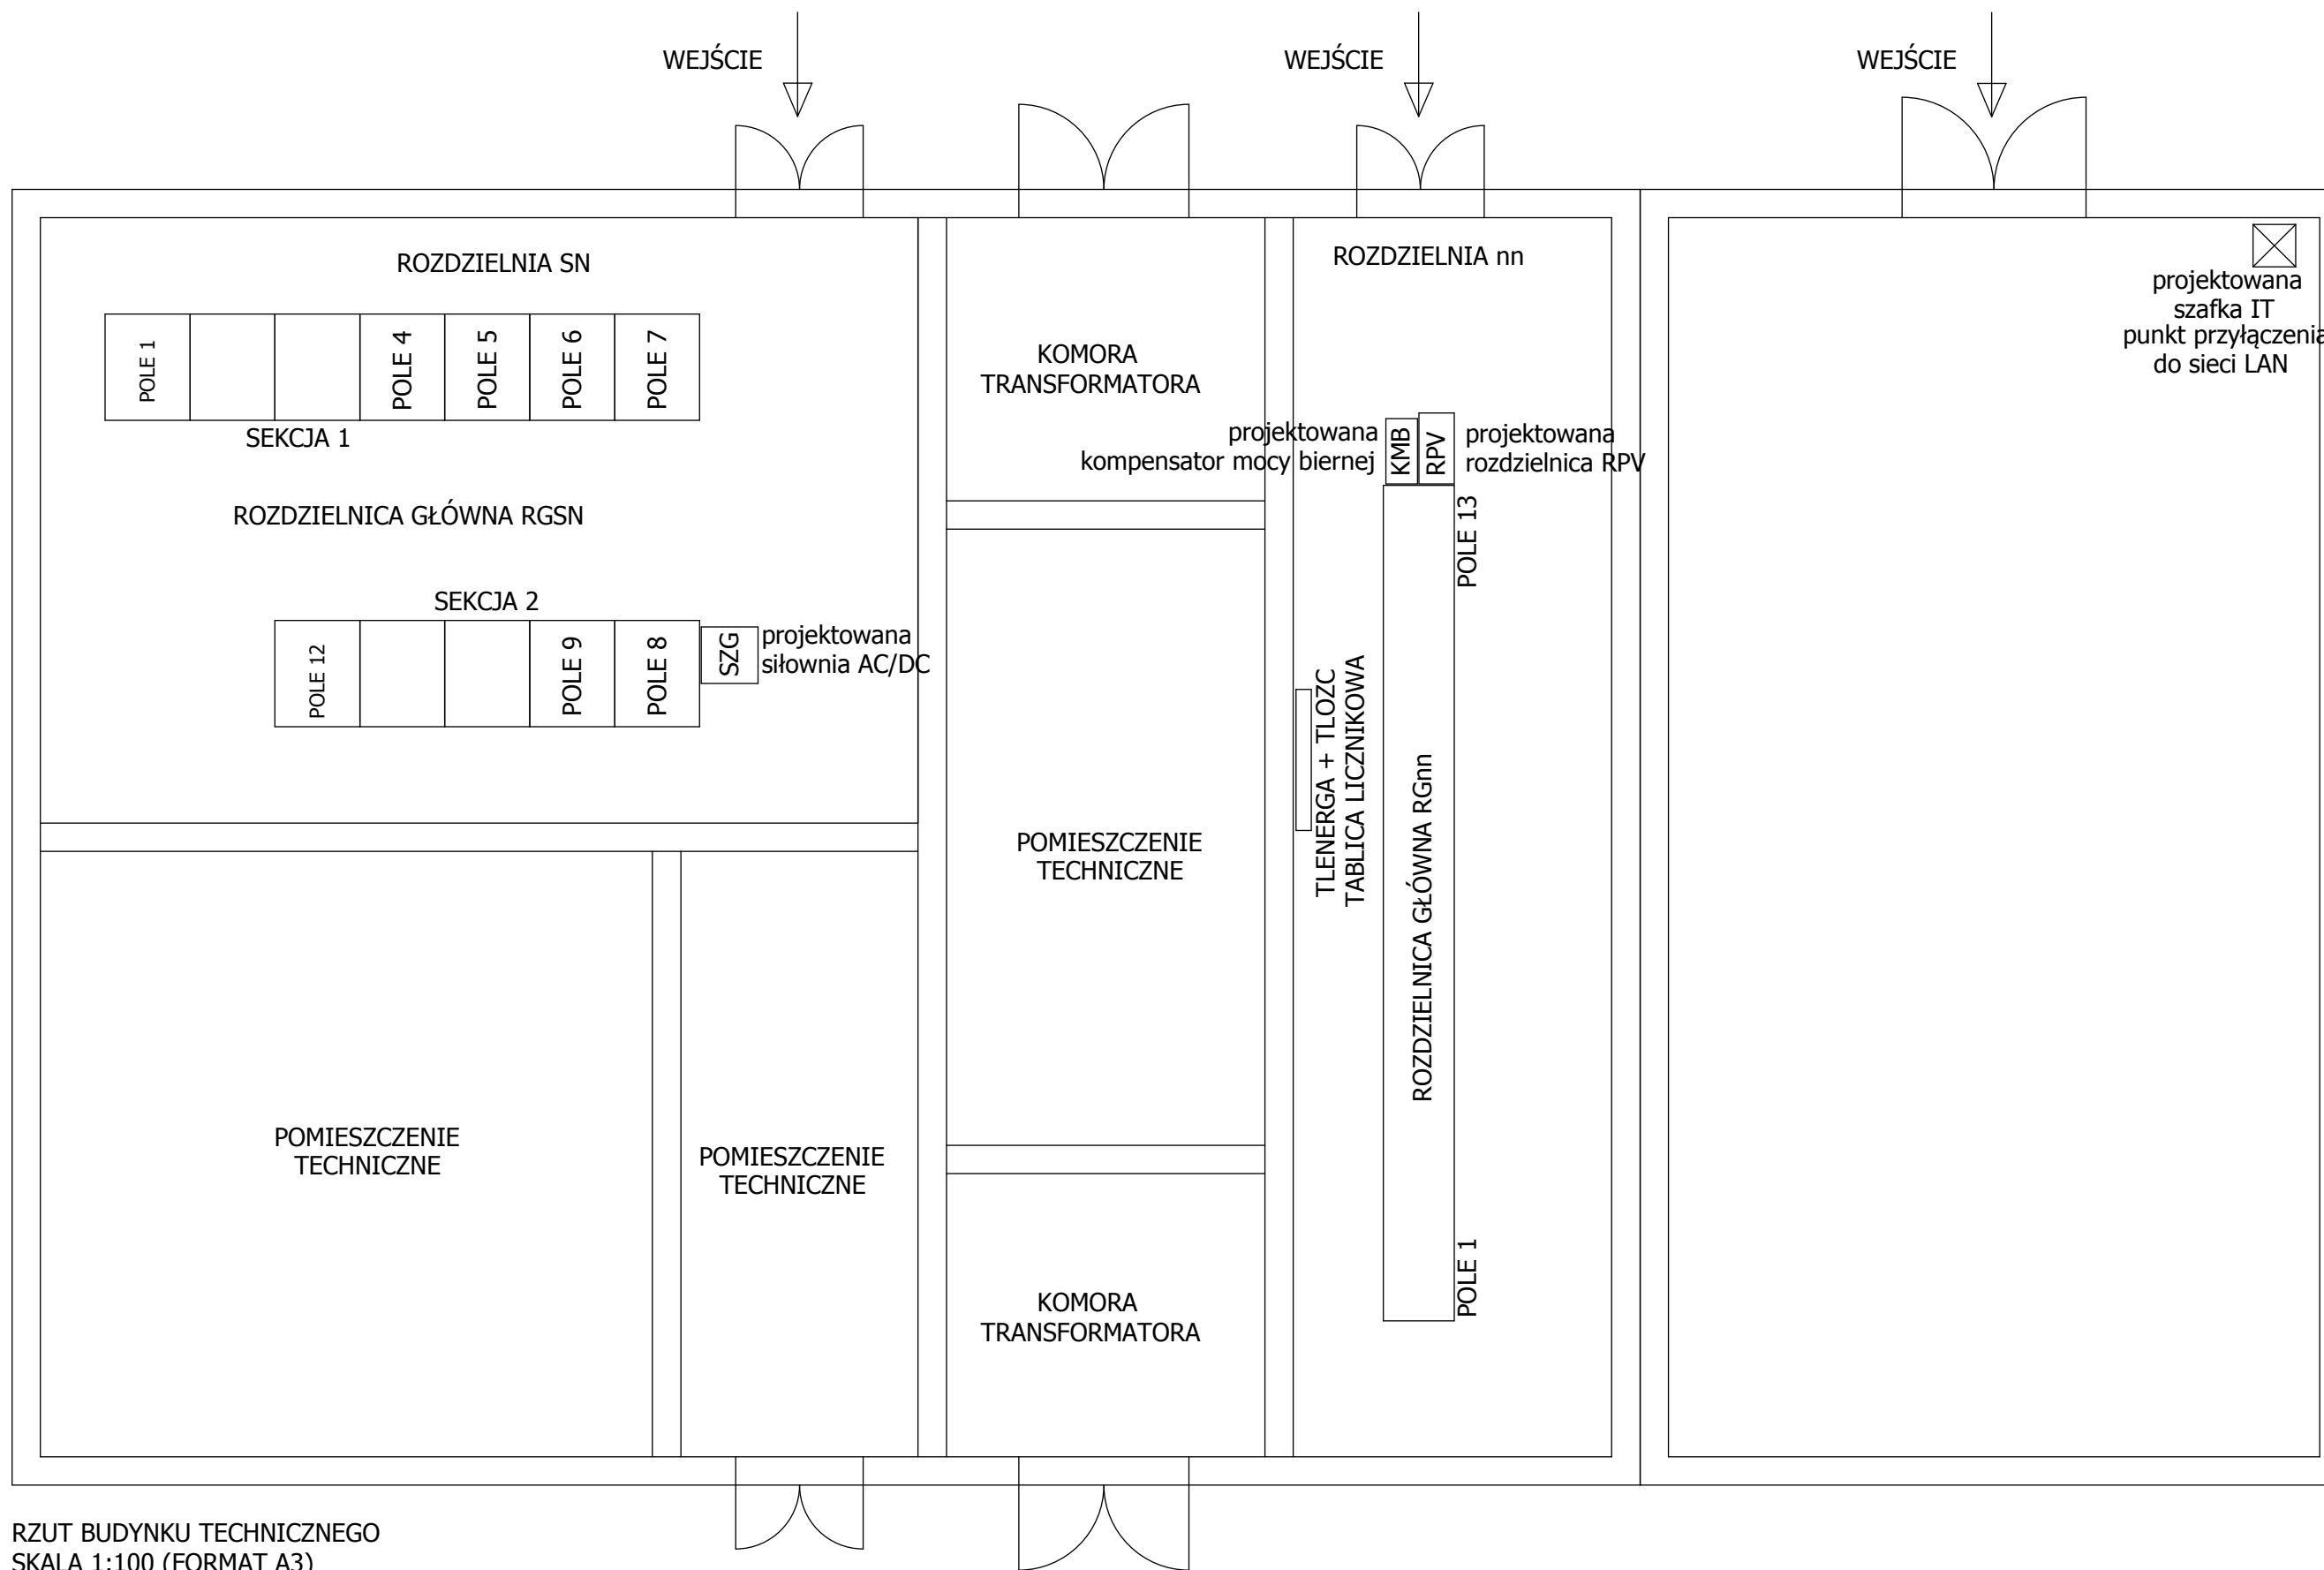 WEJŚCIE
WEJŚCIE
WEJŚCIE
ROZDZIELNIA SN
POLE 1
POLE 4
POLE 5
POLE 6
POLE 7
SEKCJA 1
ROZDZIELNICA GŁÓWNA RGSN
SEKCJA 2
POLE 12
POLE 9
POLE 8
SZG
projektowana
siłownia AC/DC
KOMORA
TRANSFORMATORA
ROZDZIELNIA nn
projektowana
kompensator mocy biernej
KMB
RPV
projektowana
rozdzielnica RPV
POLE 13
TLENERGA + TLOZC
TABLICA LICZNIKOWA
ROZDZIELNICA GŁÓWNA RGnn
POLE 1
projektowana
szafka IT
punkt przyłączenia
do sieci LAN
POMIESZCZENIE
TECHNICZNE
POMIESZCZENIE
TECHNICZNE
POMIESZCZENIE
TECHNICZNE
KOMORA
TRANSFORMATORA
RZUT BUDYNKU TECHNICZNEGO
SKALA 1:100 (FORMAT A3)